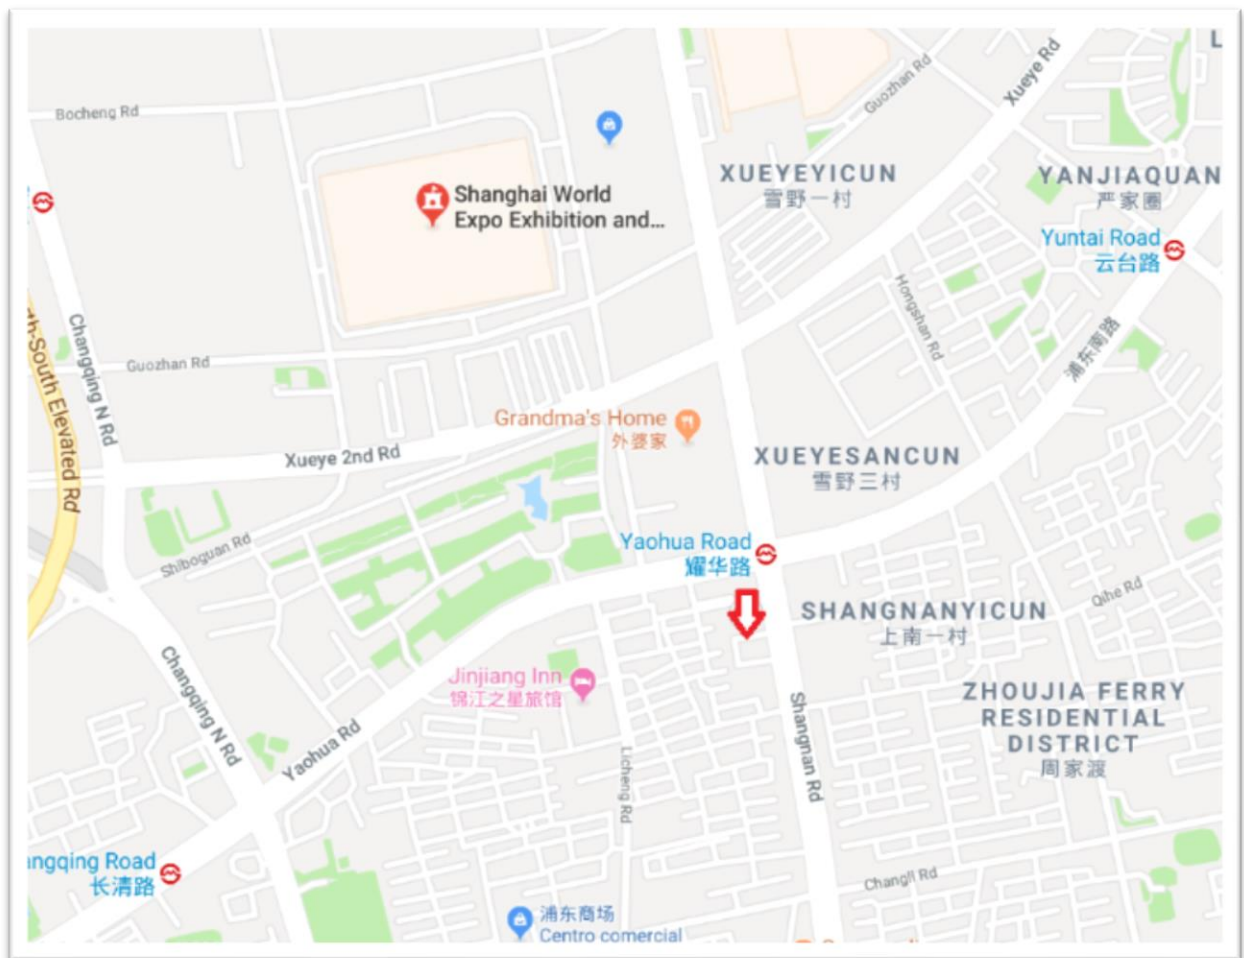 L
Bocheng Rd
Guozhan Rd
Xueye Rd
XUEYEYICUN
雪野一村
YANJIAQUAN
严家圈
Shanghai World
Expo Exhibition and...
Yuntai Road
云台路
Hongshan Rd
Changqing N Rd
th-South Elevated Rd
Guozhan Rd
浦东南路
Grandma's Home
外婆家
Xueye 2nd Rd
XUEYESANCUN
雪野三村
Shiboguan Rd
Yaohua Road
耀华路
Qihe Rd
SHANGNANYICUN
上南一村
Changqing N Rd
Jinjiang Inn
锦江之星旅馆
ZHOUJIA FERRY
RESIDENTIAL
DISTRICT
周家渡
Shangnan Rd
Yaohua Rd
Licheng Rd
angqing Road
长清路
Changli Rd
浦东商场
Centro comercial